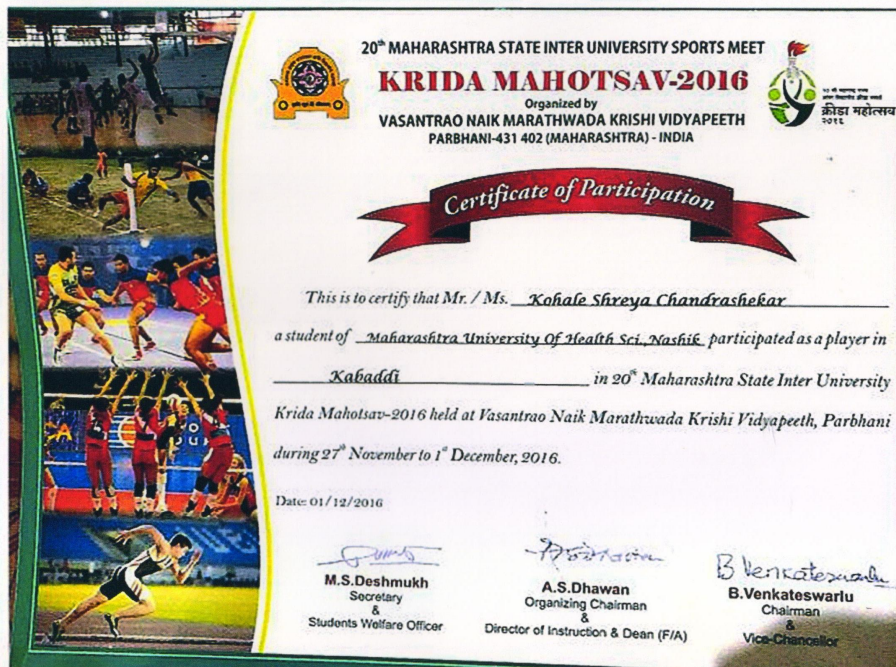 20th MAHARASHTRA STATE INTER UNIVERSITY SPORTS MEET
KRIDA MAHOTSAV-2016
Organized by
VASANTRAO NAIK MARATHWADA KRISHI VIDYAPEETH
PARBHANI-431 402 (MAHARASHTRA) - INDIA
क्रीडा महोत्सव
२०१६
Certificate of Participation
This is to certify that Mr. / Ms. Kohale Shreya Chandrashekar
a student of Maharashtra University Of Health Sci., Nashik participated as a player in
Kabaddi in 20th Maharashtra State Inter University
Krida Mahotsav-2016 held at Vasantrao Naik Marathwada Krishi Vidyapeeth, Parbhani
during 27th November to 1st December, 2016.
Date: 01/12/2016
B Venkateswarlu
M.S.Deshmukh
Secretary
&
Students Welfare Officer
A.S.Dhawan
Organizing Chairman
&
Director of Instruction & Dean (F/A)
B.Venkateswarlu
Chairman
&
Vice-Chancellor